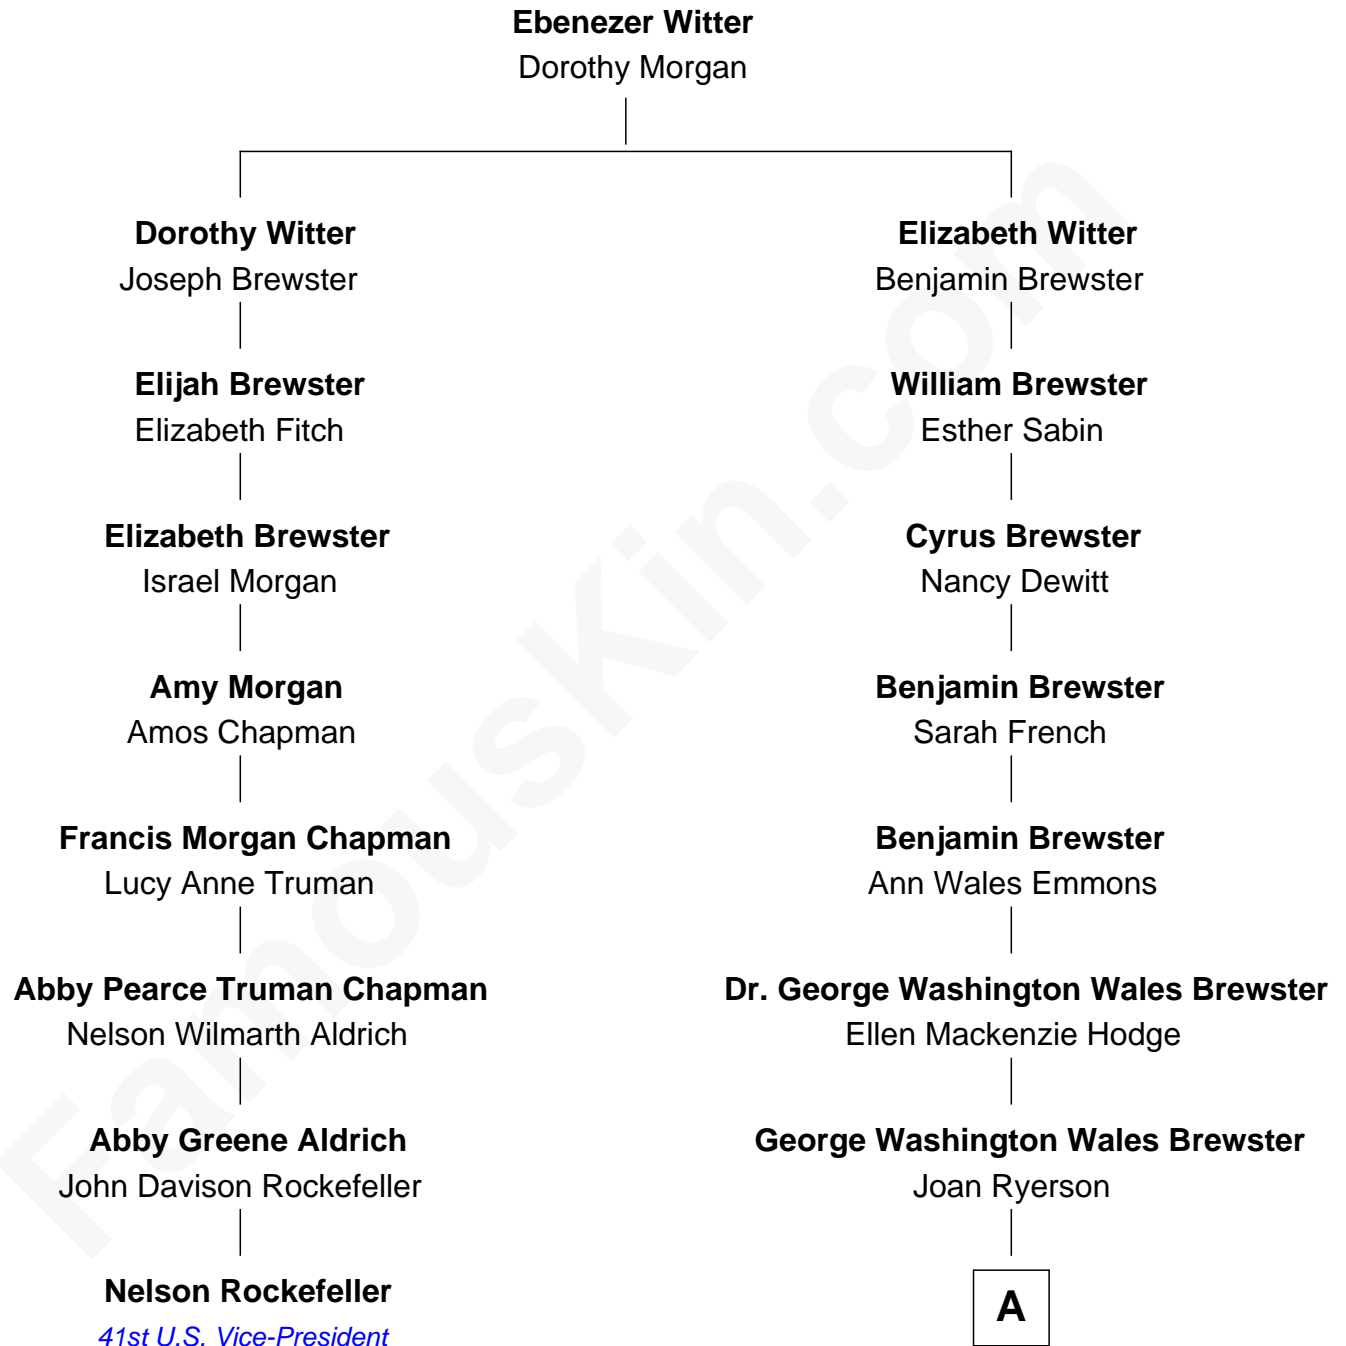 Ebenezer Witter
Dorothy Morgan
Dorothy Witter
Joseph Brewster
Elizabeth Witter
Benjamin Brewster
Elijah Brewster
Elizabeth Fitch
William Brewster
Esther Sabin
Elizabeth Brewster
Israel Morgan
Cyrus Brewster
Nancy Dewitt
Amy Morgan
Amos Chapman
Benjamin Brewster
Sarah French
Francis Morgan Chapman
Lucy Anne Truman
Benjamin Brewster
Ann Wales Emmons
Abby Pearce Truman Chapman
Nelson Wilmarth Aldrich
Dr. George Washington Wales Brewster
Ellen Mackenzie Hodge
Abby Greene Aldrich
John Davison Rockefeller
George Washington Wales Brewster
Joan Ryerson
Nelson Rockefeller
41st U.S. Vice-President
A
FamousKin.com